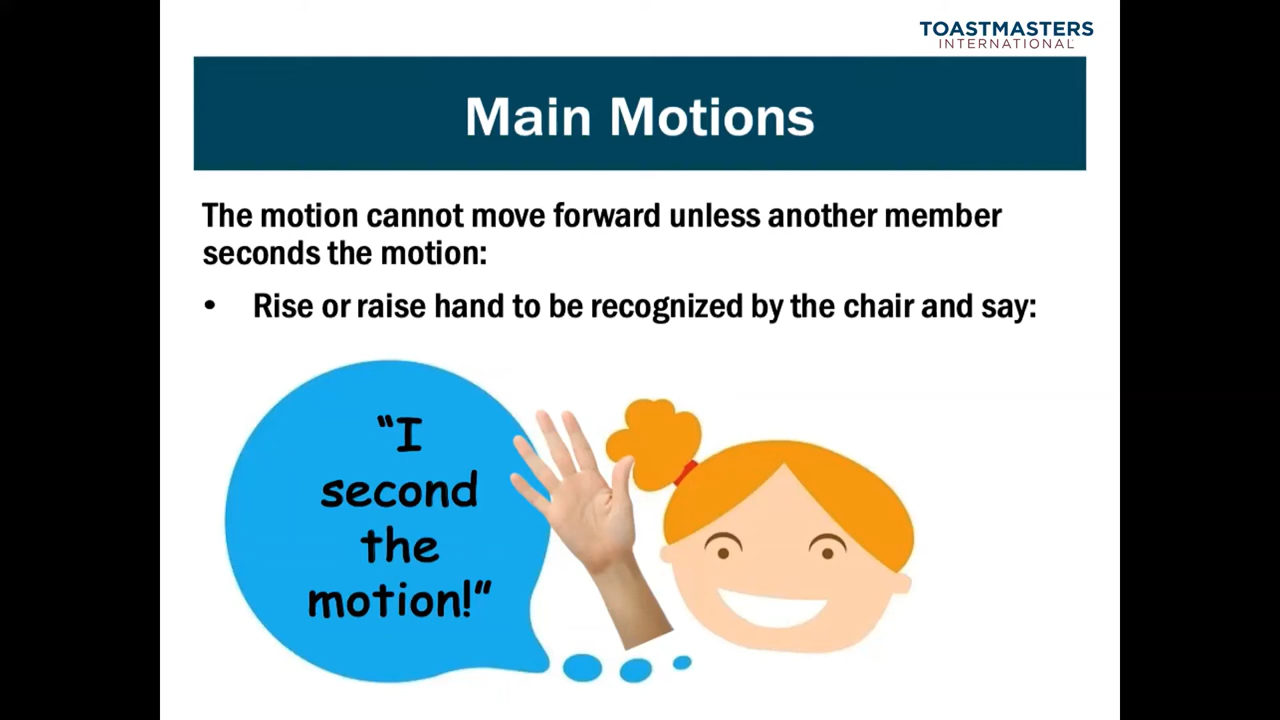 TOASTMASTERS
INTERNATIONAL
Main Motions
The motion cannot move forward unless another member
seconds the motion:
• Rise or raise hand to be recognized by the chair and say:
“I
second
the
motion!”